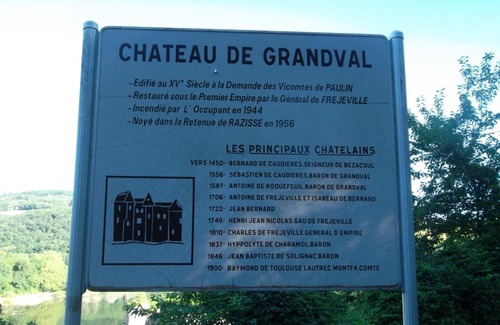 CHATEAU DE GRANDVAL
- Edifié au XVe Siècle à la Demande des Vicomtes de PAULIN
- Restauré sous le Premier Empire par le Général de FREJEVILLE
- Incendié par L'Occupant en 1944
- Noyé dans la Retenue de RAZISSE en 1956
LES PRINCIPAUX CHATELAINS
VERS 1450- BERNARD DE CAUDIERES.SEIGNEUR DE BEZACOUL
1556- SEBASTIEN DE CAUDIERES.BARON DE GRANDVAL
1587- ANTOINE DE ROQUEFEUIL.BARON DE GRANDVAL
1706- ANTOINE DE FREJEVILLE ET ISABEAU DE BERNARD
1722- JEAN BERNARD
1746- HENRI JEAN NICOLAS GAU DE FREJEVILLE
1810- CHARLES DE FREJEVILLE GENERAL D'EMPIRE
1837- HYPPOLYTE DE CHARAMOL.BARON
1846- JEAN BAPTISTE DE SOLIGNAC.BARON
1900- RAYMOND DE TOULOUSE LAUTREC MONTFA.COMTE